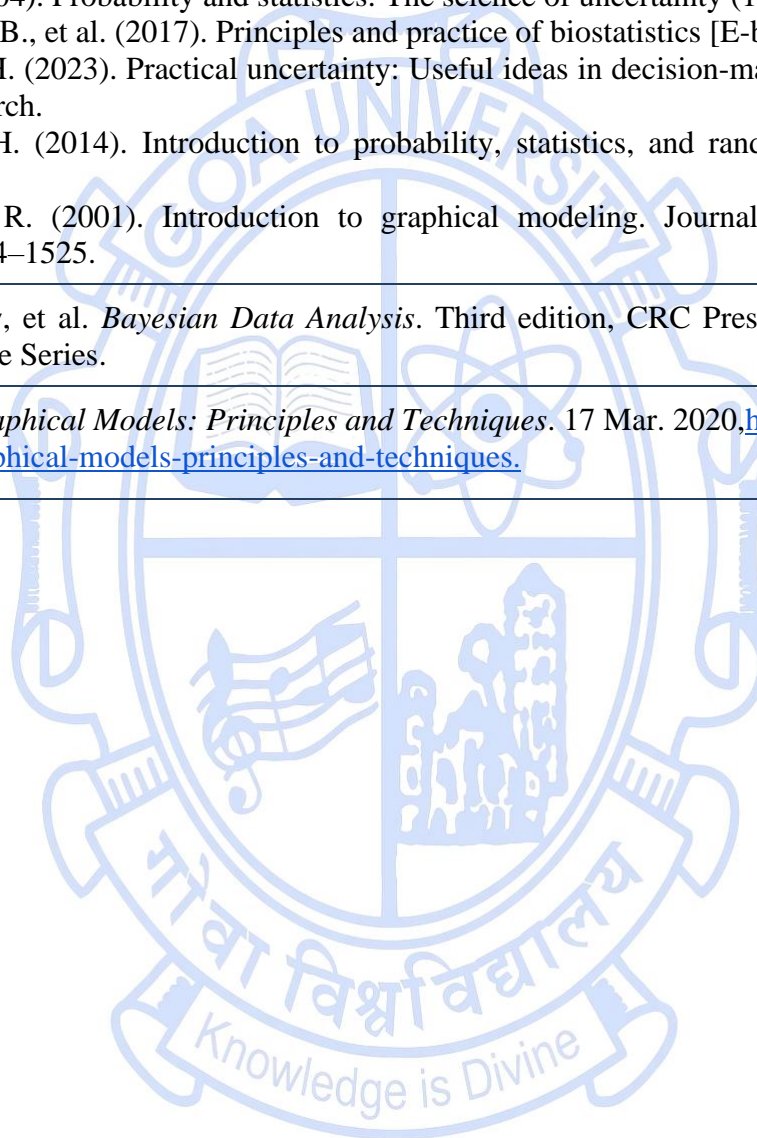 64). Probability and statistics: The science of uncertainty (1
B., et al. (2017). Principles and practice of biostatistics [E-b
H. (2023). Practical uncertainty: Useful ideas in decision-ma
rch.
H. (2014). Introduction to probability, statistics, and rand
R. (2001). Introduction to graphical modeling. Journal
4–1525.
, et al. Bayesian Data Analysis. Third edition, CRC Pres
e Series.
aphical Models: Principles and Techniques. 17 Mar. 2020,h
phical-models-principles-and-techniques.
GOA UNIVERSITY
गोंवा विश्वविद्यालय
Knowledge is Divine